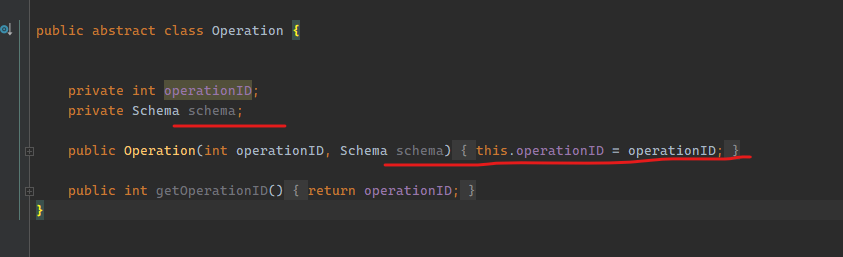 public abstract class Operation {
private int operationID;
private Schema schema;
public Operation(int operationID, Schema schema) { this.operationID = operationID; }
public int getOperationID() { return operationID; }
}